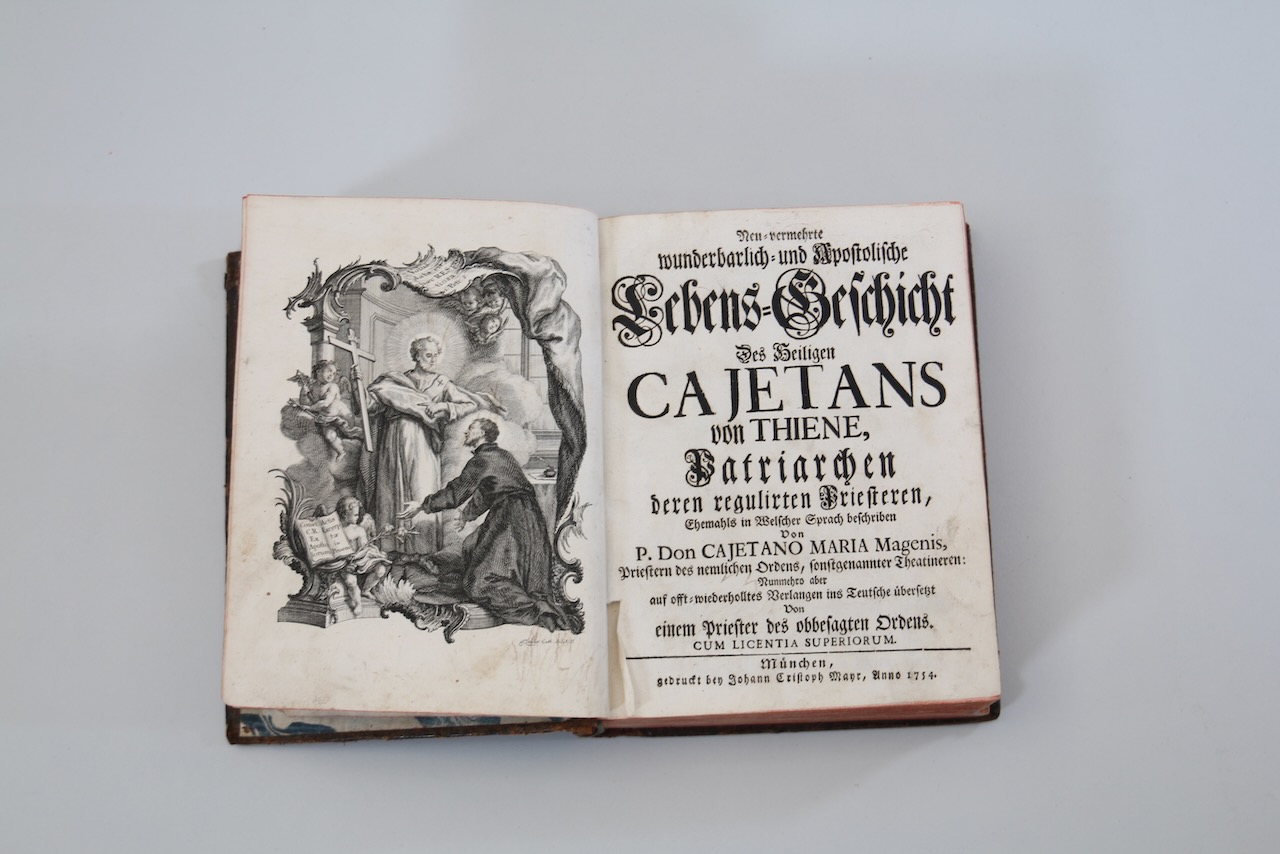 Neu-vermehrte
wunderbarlich- und Apostolische
Lebens-Geschicht
Des Heiligen
CAJETANS
von THIENE,
Patriarchen
deren regulirten Priesteren,
Ehemahls in Welscher Sprach beschriben
Von
P. Don CAJETANO MARIA Magenis,
Priestern des nemlichen Ordens, sonstgenannter Theatineren:
Nunmehro aber
auf offt-wiederholltes Verlangen ins Teutsche übersetzt
Von
einem Priester des obbesagten Ordens.
CUM LICENTIA SUPERIORUM.
München,
gedruckt bey Johann Cristoph Mayr, Anno 1754.